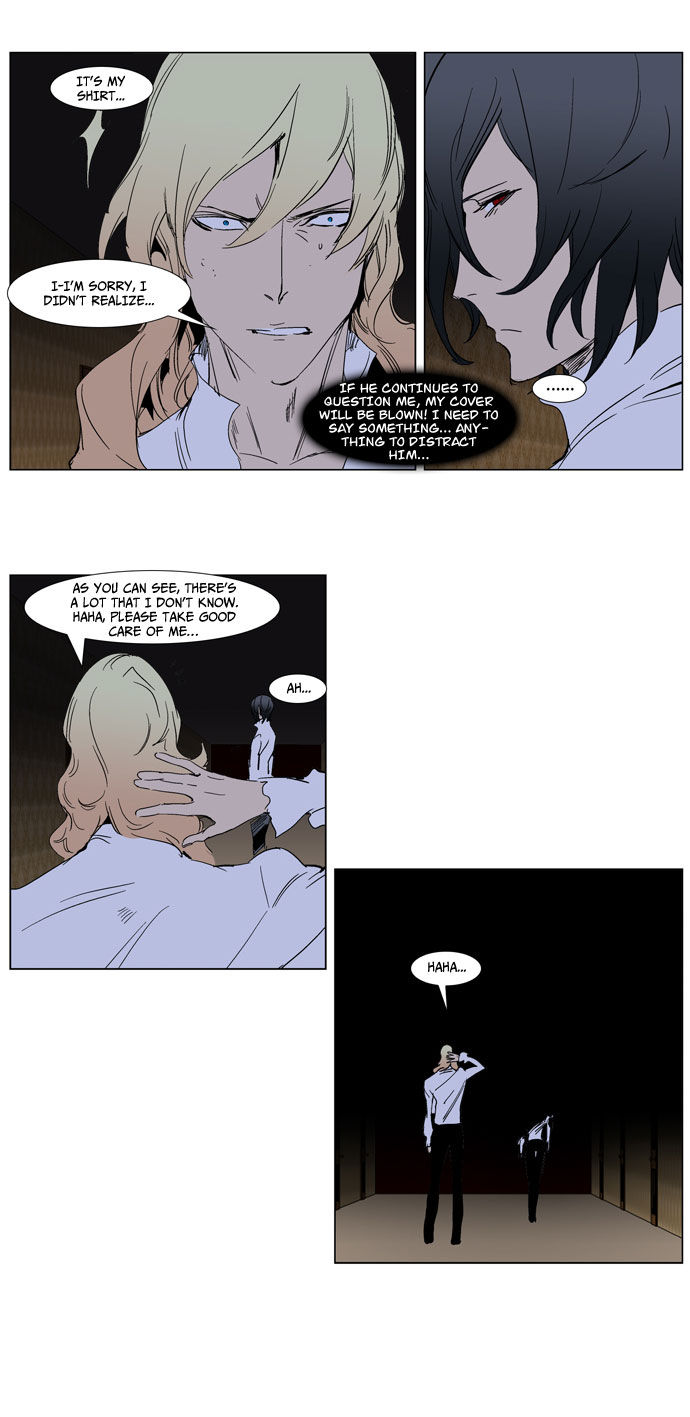 IT'S MY
SHIRT...
I-I'M SORRY, I
DIDN'T REALIZE...
IF HE CONTINUES TO
QUESTION ME, MY COVER
WILL BE BLOWN! I NEED TO
SAY SOMETHING... ANY-
THING TO DISTRACT
HIM...
......
AS YOU CAN SEE, THERE'S
A LOT THAT I DON'T KNOW.
HAHA, PLEASE TAKE GOOD
CARE OF ME...
AH...
HAHA...